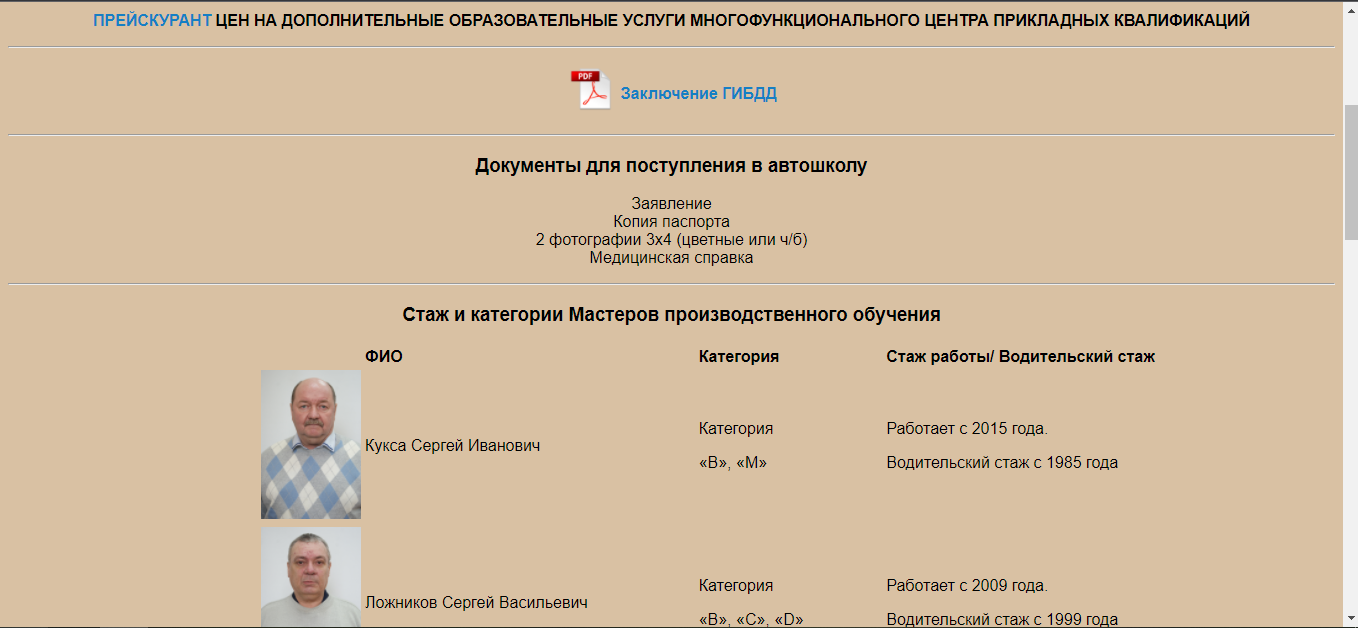 ПРЕЙСКУРАНТ ЦЕН НА ДОПОЛНИТЕЛЬНЫЕ ОБРАЗОВАТЕЛЬНЫЕ УСЛУГИ МНОГОФУНКЦИОНАЛЬНОГО ЦЕНТРА ПРИКЛАДНЫХ КВАЛИФИКАЦИЙ
PDF
Заключение ГИБДД
Документы для поступления в автошколу
Заявление
Копия паспорта
2 фотографии 3х4 (цветные или ч/б)
Медицинская справка
Стаж и категории Мастеров производственного обучения
ФИО Категория Стаж работы/ Водительский стаж
Категория Работает с 2015 года.
Кукса Сергей Иванович
«В», «М» Водительский стаж с 1985 года
Категория Работает с 2009 года.
Ложников Сергей Васильевич
«В», «С», «D» Водительский стаж с 1999 года